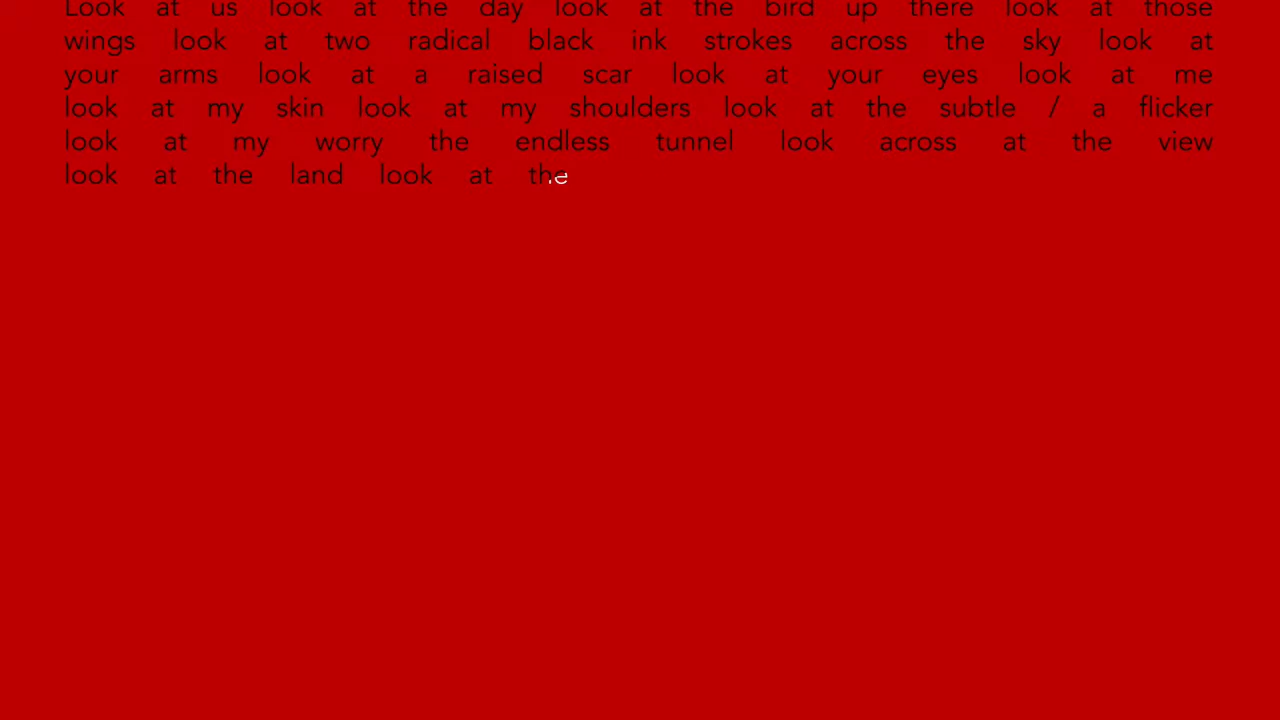 Look at us look at the day look at the bird up there look at those
wings look at two radical black ink strokes across the sky look at
your arms look at a raised scar look at your eyes look at me
look at my skin look at my shoulders look at the subtle / a flicker
look at my worry the endless tunnel look across at the view
look at the land look at the